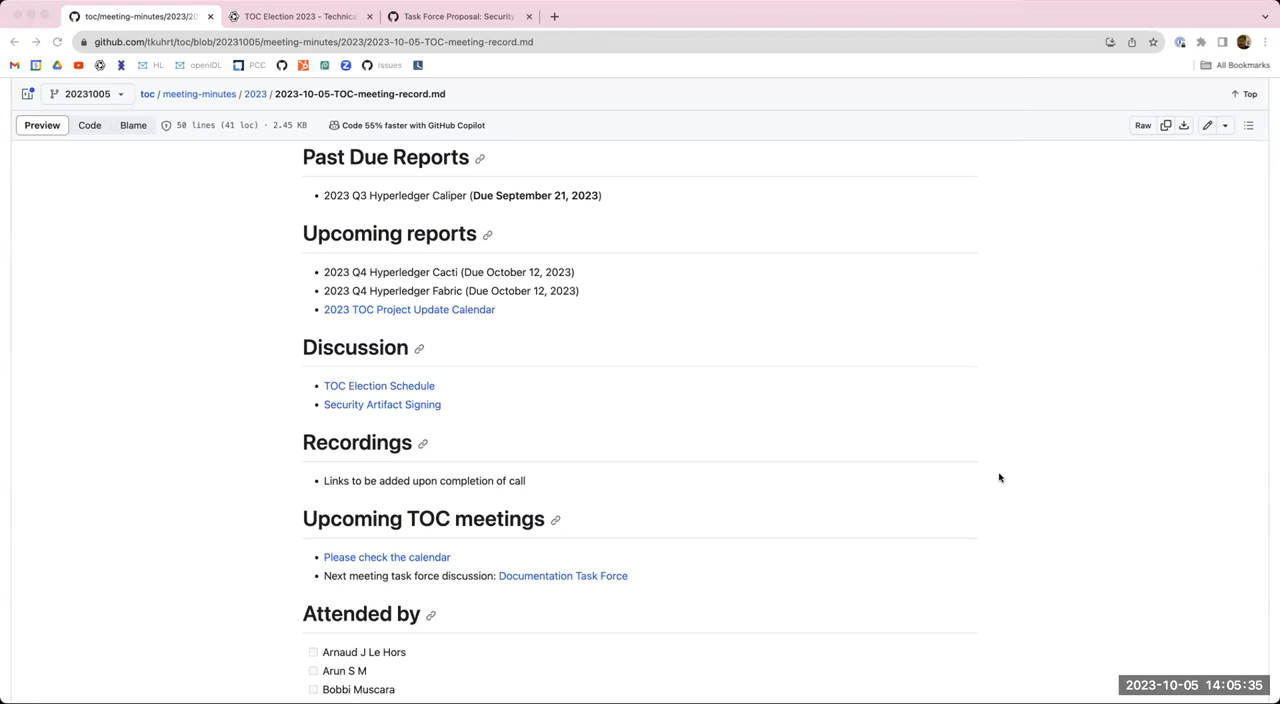 toc/meeting-minutes/2023/20
TOC Election 2023 - Technica
Task Force Proposal: Security
github.com/tkuhrt/toc/blob/20231005/meeting-minutes/2023/2023-10-05-TOC-meeting-record.md
HL
openIDL
PCC
Issues
All Bookmarks
20231005
toc / meeting-minutes / 2023 / 2023-10-05-TOC-meeting-record.md
Top
Preview
Code
Blame
50 lines (41 loc) · 2.45 KB
Code 55% faster with GitHub Copilot
Raw
Past Due Reports
• 2023 Q3 Hyperledger Caliper (Due September 21, 2023)
Upcoming reports
• 2023 Q4 Hyperledger Cacti (Due October 12, 2023)
• 2023 Q4 Hyperledger Fabric (Due October 12, 2023)
• 2023 TOC Project Update Calendar
Discussion
• TOC Election Schedule
• Security Artifact Signing
Recordings
• Links to be added upon completion of call
Upcoming TOC meetings
• Please check the calendar
• Next meeting task force discussion: Documentation Task Force
Attended by
Arnaud J Le Hors
Arun S M
Bobbi Muscara
2023-10-05 14:05:35